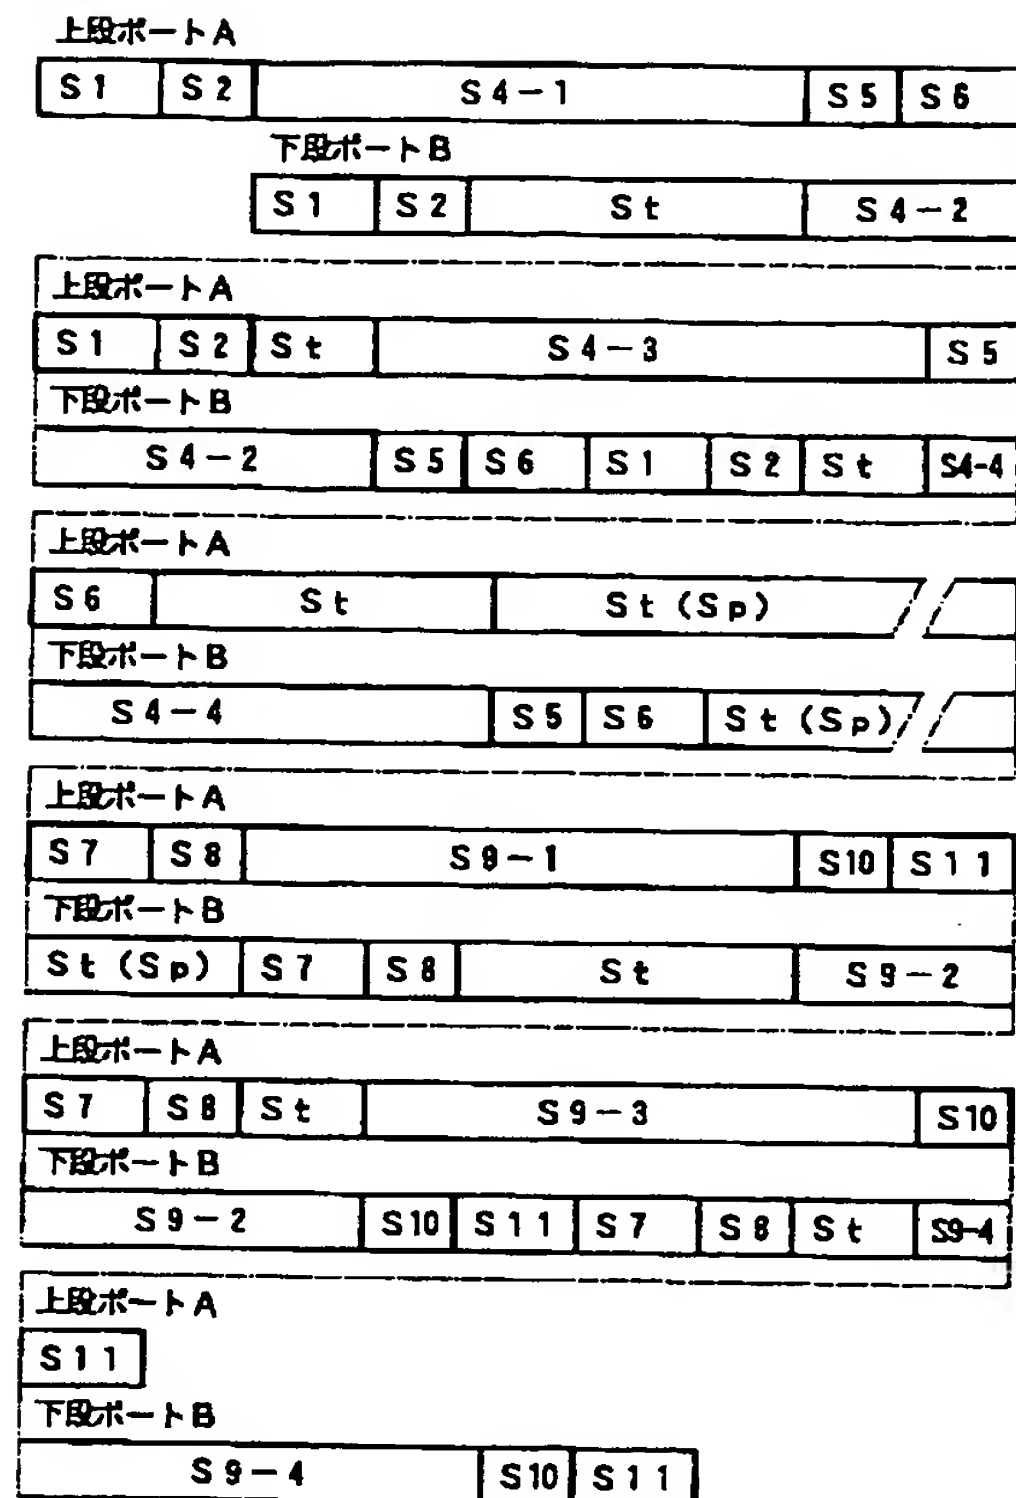 上段ポートA
S1 S2 S4-1 S5 S6
下段ポートB
S1 S2 St S4-2
上段ポートA
S1 S2 St S4-3 S5
下段ポートB
S4-2 S5 S6 S1 S2 St S4-4
上段ポートA
S6 St St(Sp)
下段ポートB
S4-4 S5 S6 St(Sp)
上段ポートA
S7 S8 S9-1 S10 S11
下段ポートB
St(Sp) S7 S8 St S9-2
上段ポートA
S7 S8 St S9-3 S10
下段ポートB
S9-2 S10 S11 S7 S8 St S9-4
上段ポートA
S11
下段ポートB
S9-4 S10 S11